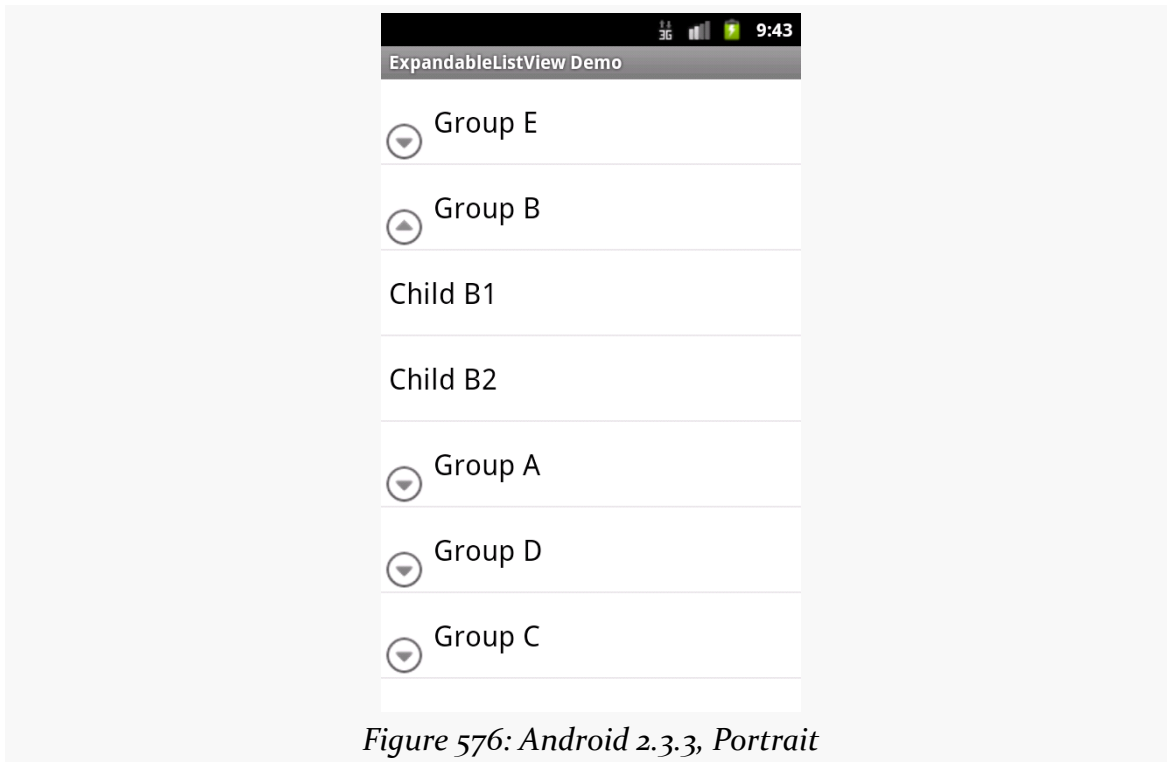 3G 9:43
ExpandableListView Demo
Group E
Group B
Child B1
Child B2
Group A
Group D
Group C
Figure 576: Android 2.3.3, Portrait